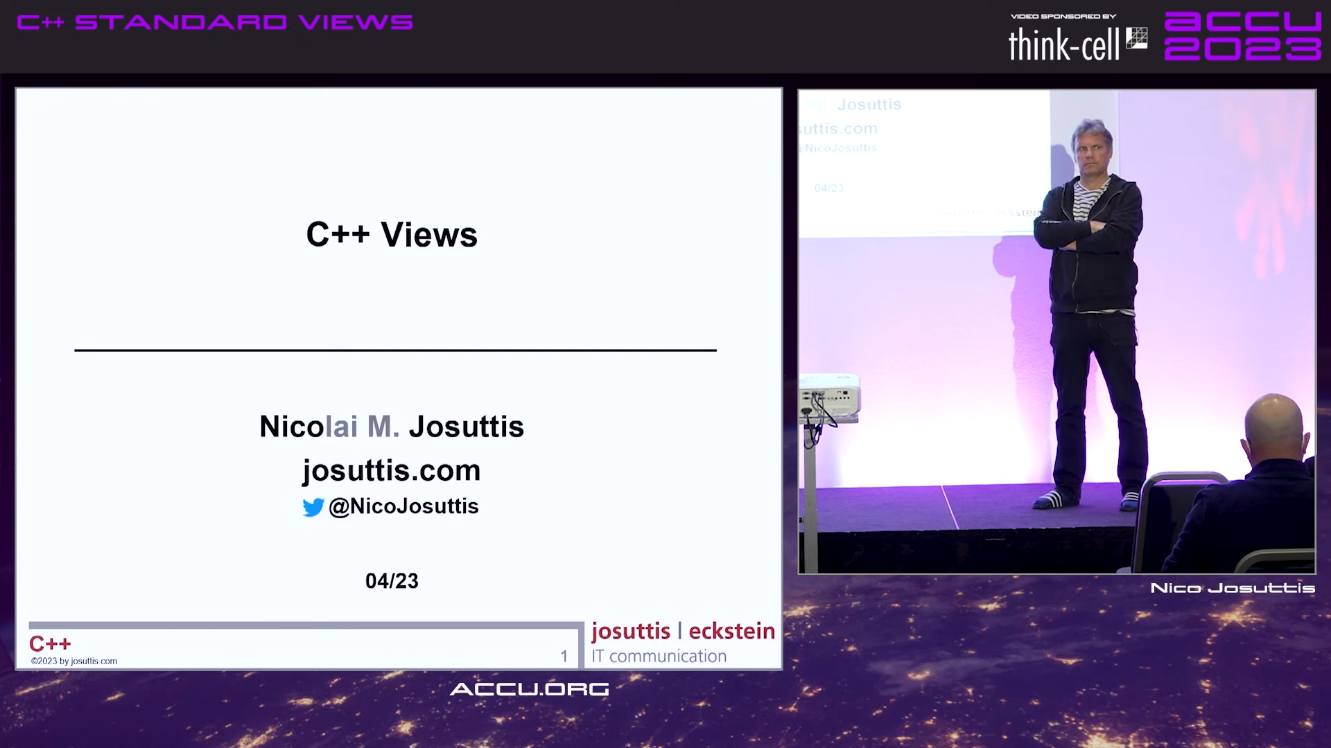 C++ STANDARD VIEWS
VIDEO SPONSORED BY
think-cell
accu
2023
C++ Views
Nicolai M. Josuttis
josuttis.com
@NicoJosuttis
04/23
C++
©2023 by josuttis.com
1
josuttis | eckstein
IT communication
Josuttis
uttis.com
@NicoJosuttis
04/23
Nico Josuttis
ACCU.ORG